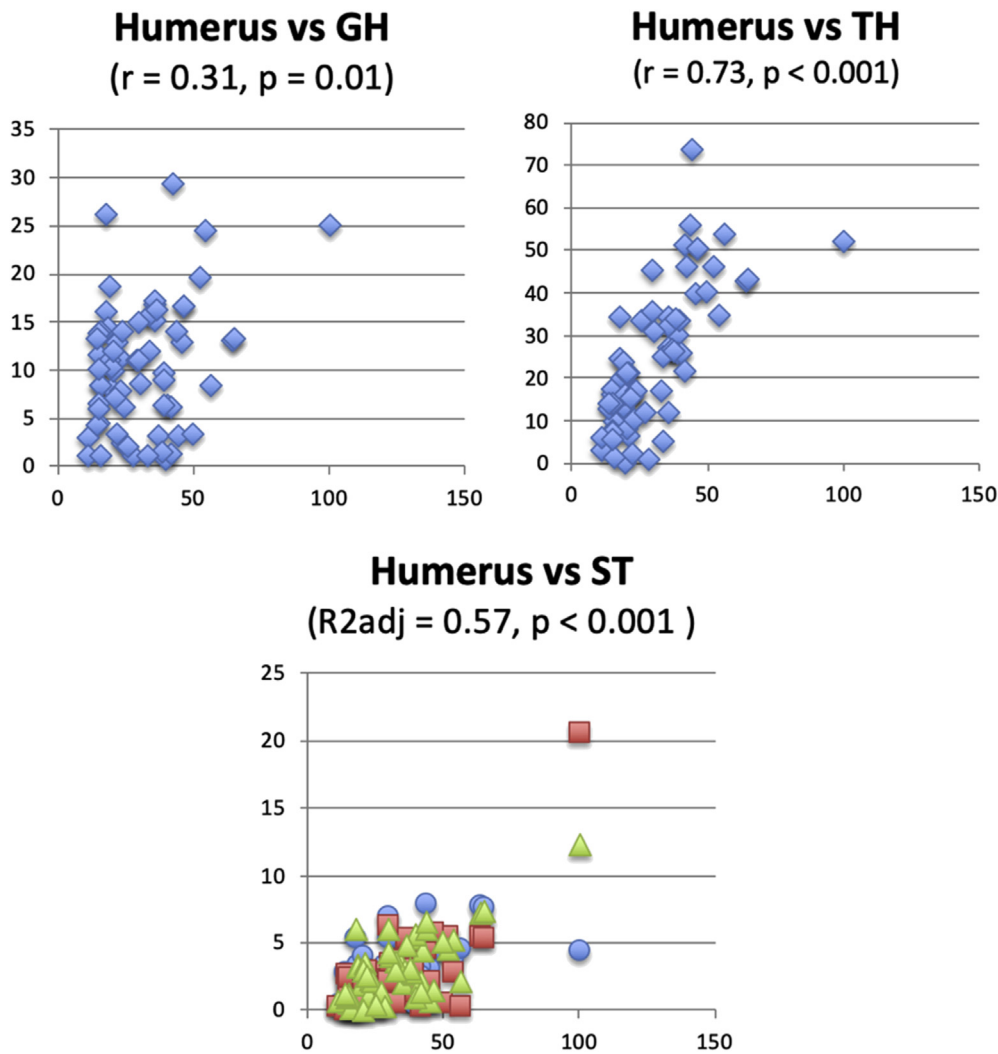 Humerus vs GH
(r = 0.31, p = 0.01)
35
30
25
20
15
10
5
0
0 50 100 150
Humerus vs TH
(r = 0.73, p < 0.001)
80
70
60
50
40
30
20
10
0
0 50 100 150
Humerus vs ST
(R2adj = 0.57, p < 0.001 )
25
20
15
10
5
0
0 50 100 150